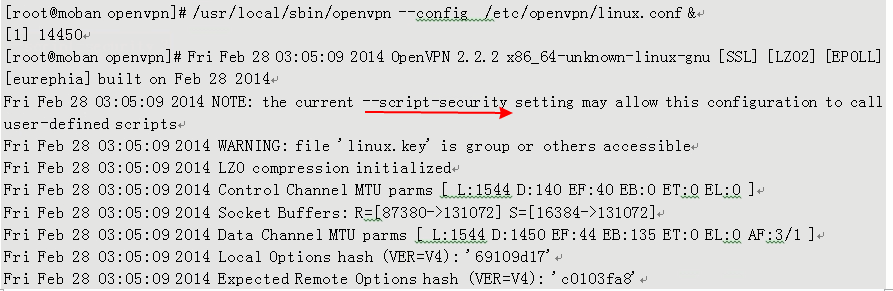 [root@moban openvpn]# /usr/local/sbin/openvpn --config  /etc/openvpn/linux.conf &
[1] 14450
[root@moban openvpn]# Fri Feb 28 03:05:09 2014 OpenVPN 2.2.2 x86_64-unknown-linux-gnu [SSL] [LZO2] [EPOLL]
[eurephia] built on Feb 28 2014
Fri Feb 28 03:05:09 2014 NOTE: the current --script-security setting may allow this configuration to call
user-defined scripts
Fri Feb 28 03:05:09 2014 WARNING: file 'linux.key' is group or others accessible
Fri Feb 28 03:05:09 2014 LZO compression initialized
Fri Feb 28 03:05:09 2014 Control Channel MTU parms [ L:1544 D:140 EF:40 EB:0 ET:0 EL:0 ]
Fri Feb 28 03:05:09 2014 Socket Buffers: R=[87380->131072] S=[16384->131072]
Fri Feb 28 03:05:09 2014 Data Channel MTU parms [ L:1544 D:1450 EF:44 EB:135 ET:0 EL:0 AF:3/1 ]
Fri Feb 28 03:05:09 2014 Local Options hash (VER=V4): '69109d17'
Fri Feb 28 03:05:09 2014 Expected Remote Options hash (VER=V4): 'c0103fa8'